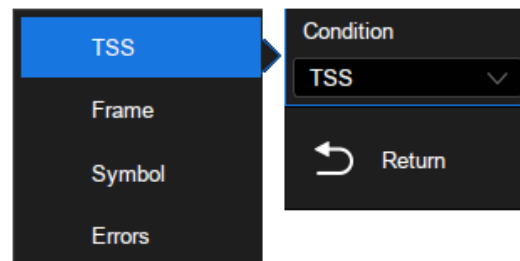 TSS
Frame
Symbol
Errors
Condition
TSS
Return